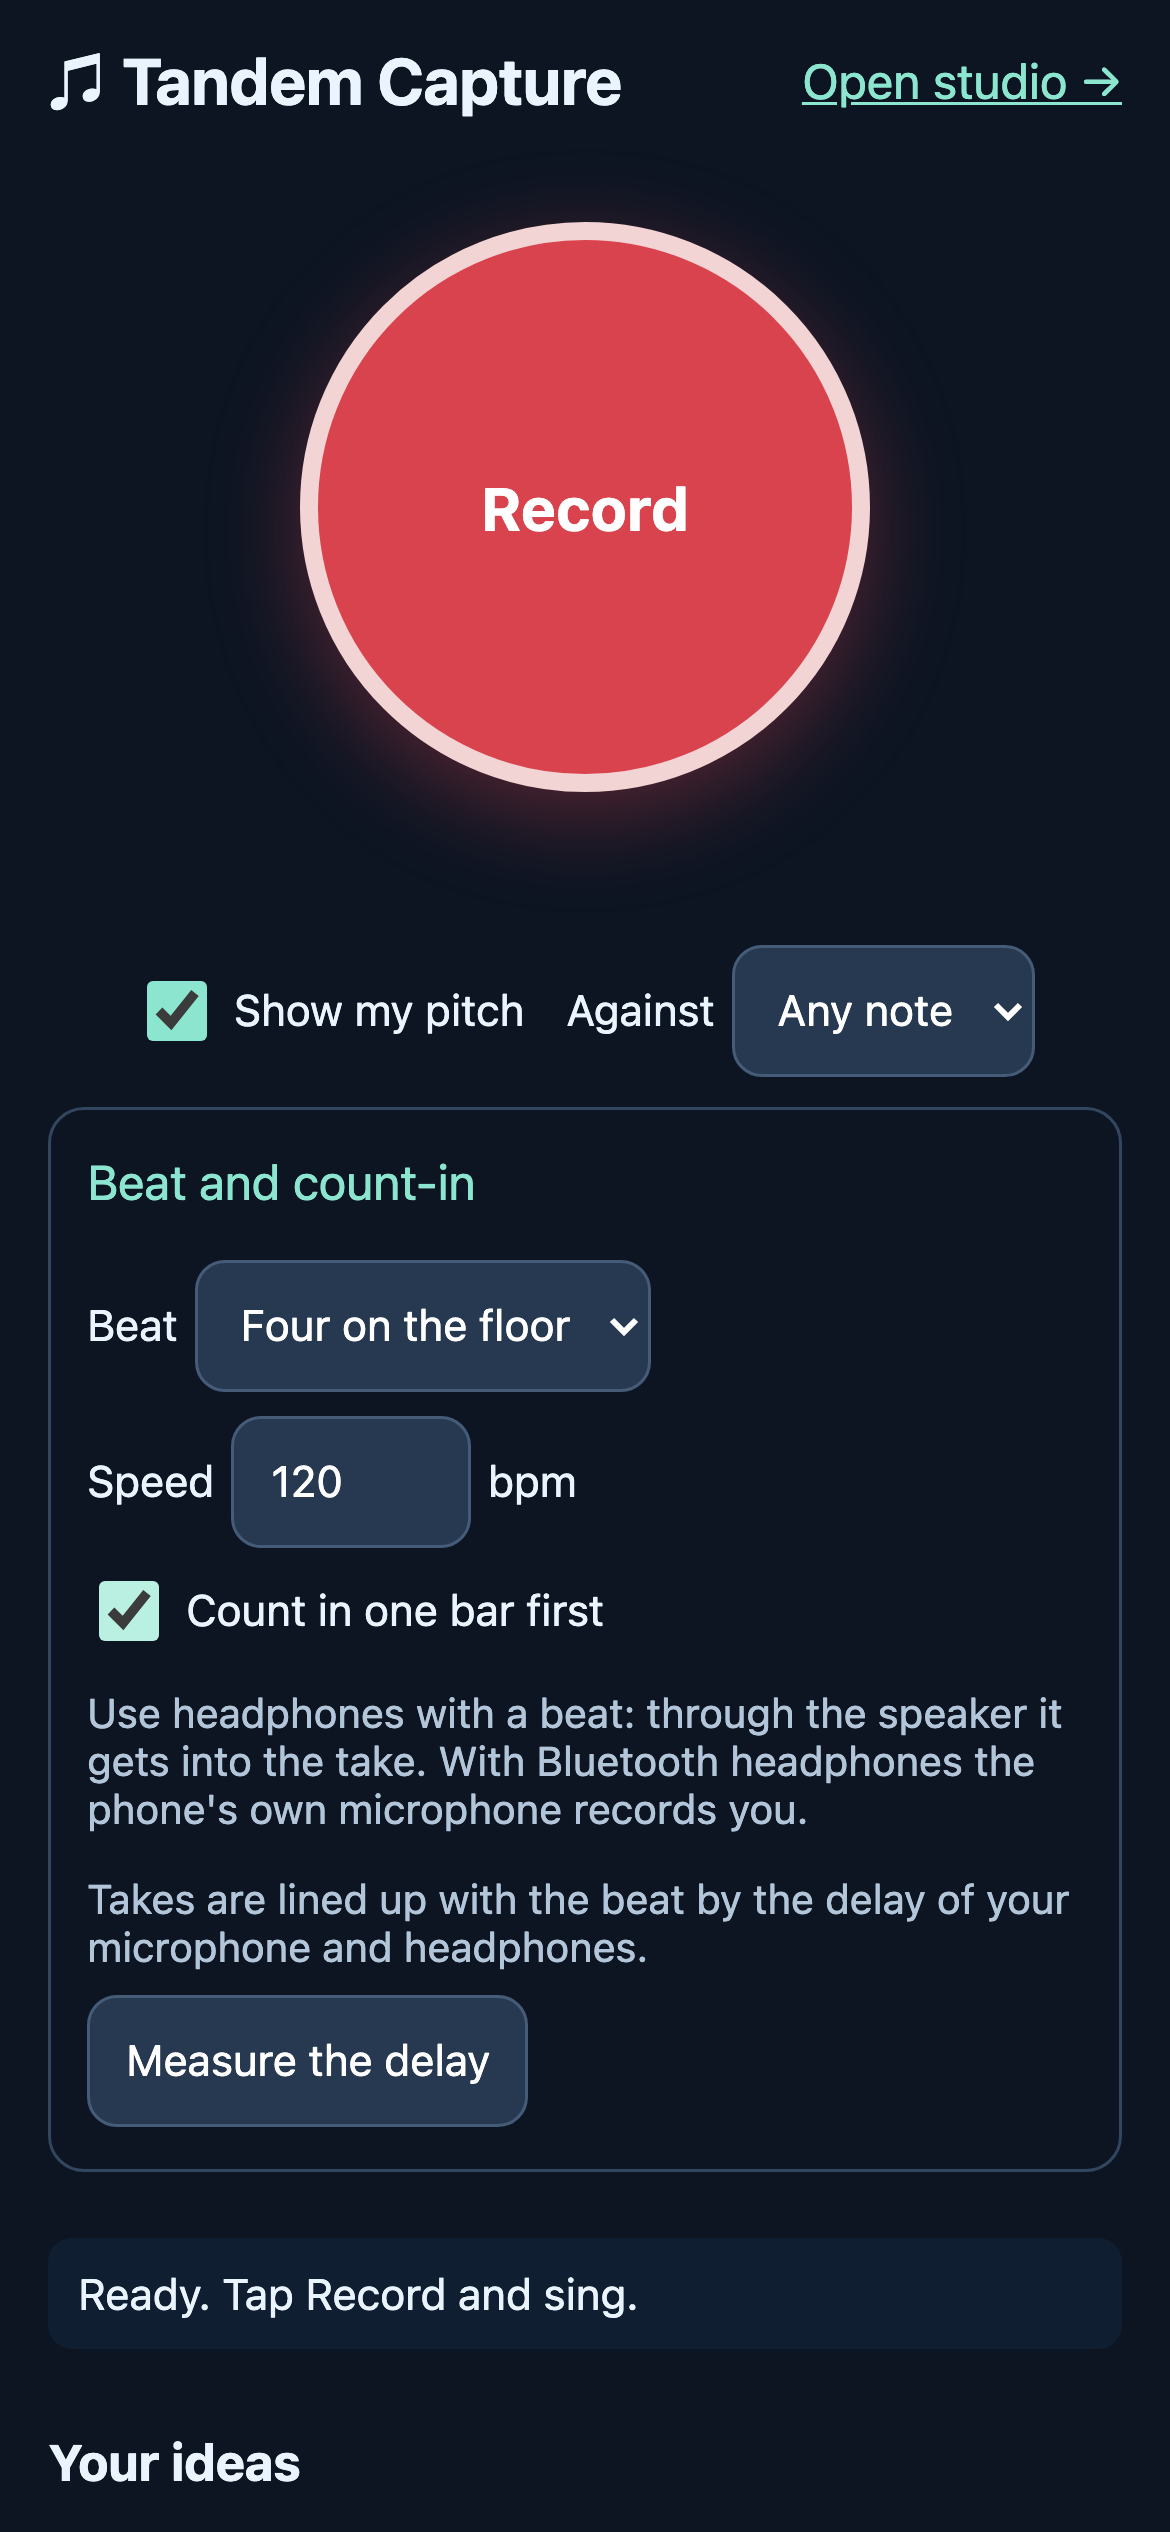 Tandem Capture
Open studio →
Record
Show my pitch
Against
Any note
Beat and count-in
Beat
Four on the floor
Speed
120
bpm
Count in one bar first
Use headphones with a beat: through the speaker it
gets into the take. With Bluetooth headphones the
phone's own microphone records you.
Takes are lined up with the beat by the delay of your
microphone and headphones.
Measure the delay
Ready. Tap Record and sing.
Your ideas